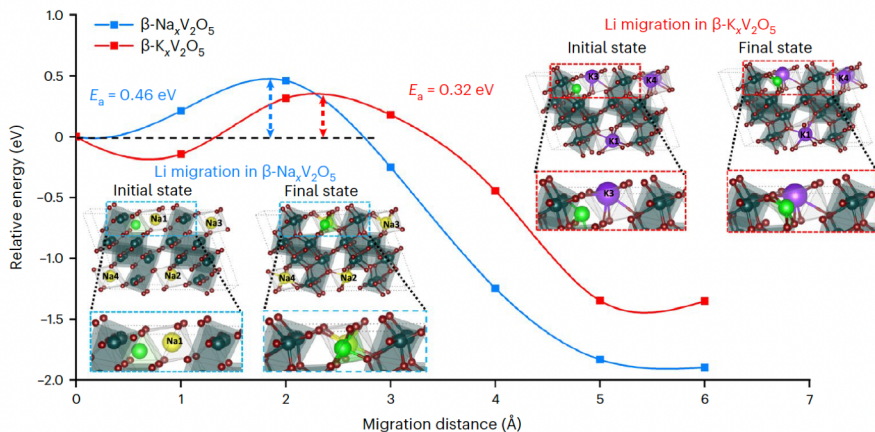 β-NaxV2O5
β-KxV2O5
Li migration in β-KxV2O5
Initial state
Final state
K3
K4
K1
K4
K1
K3
Ea = 0.46 eV
Ea = 0.32 eV
Li migration in β-NaxV2O5
Initial state
Final state
Na1
Na3
Na4
Na2
Na3
Na4
Na2
Na1
Relative energy (eV)
1.0
0.5
0
−0.5
−1.0
−1.5
−2.0
0
1
2
3
4
5
6
7
Migration distance (Å)